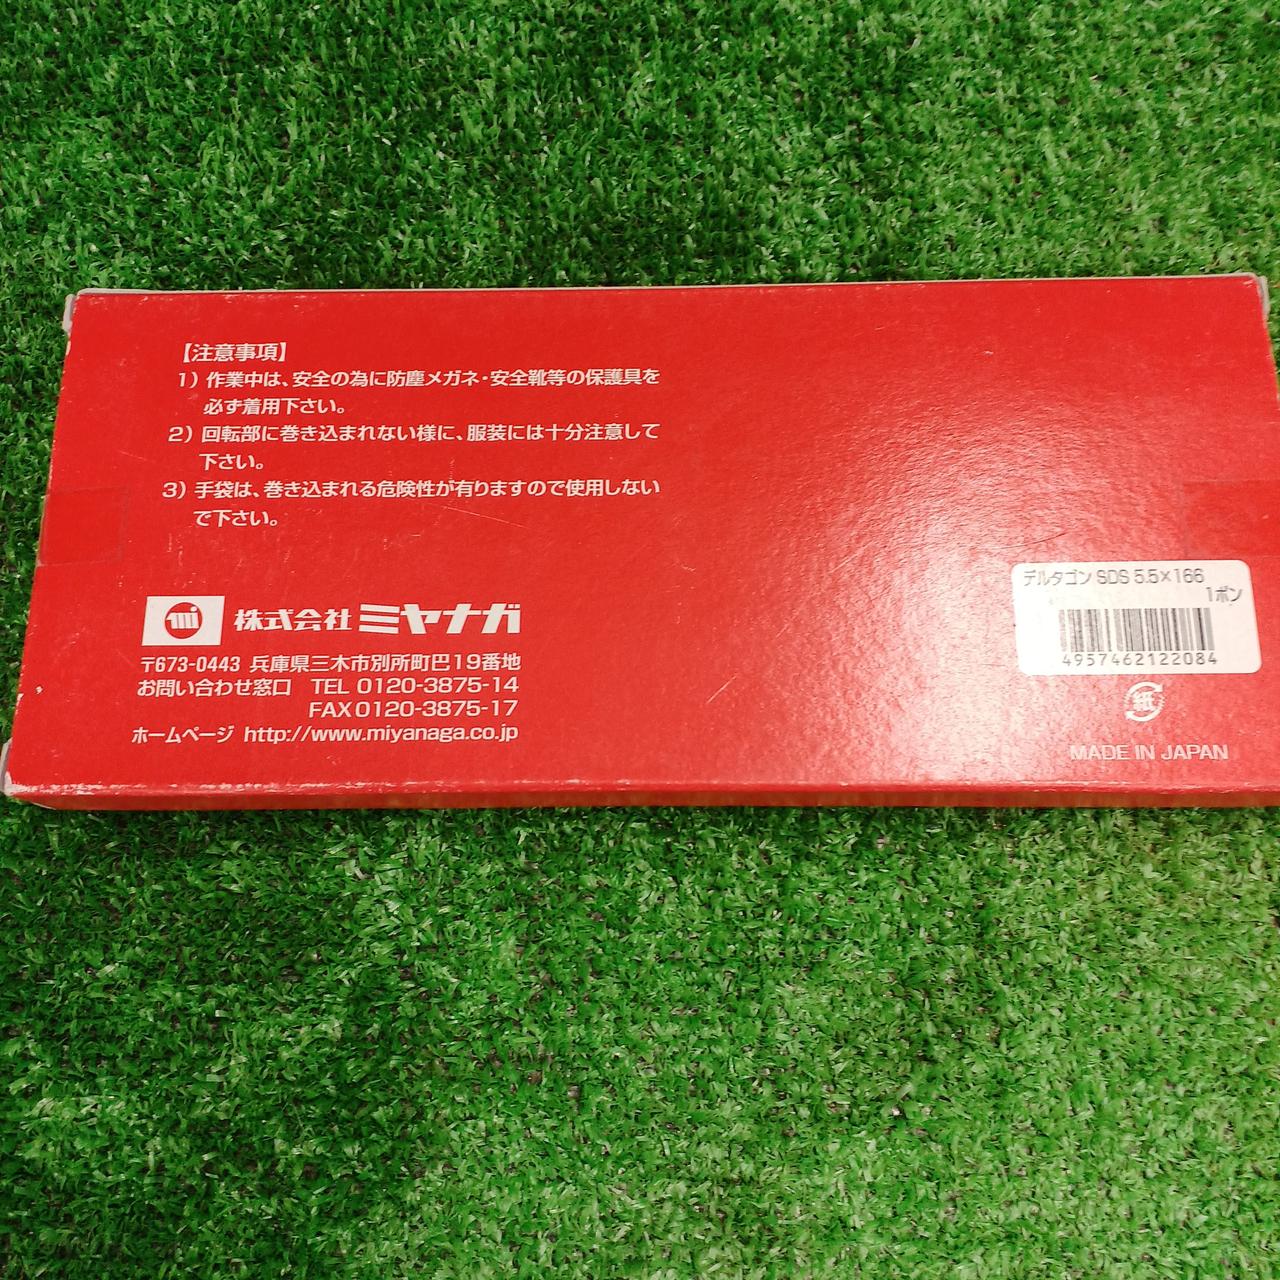 【注意事項】
1）作業中は、安全の為に防塵メガネ・安全靴等の保護具を
必ず着用下さい。
2）回転部に巻き込まれない様に、服装には十分注意して
下さい。
3）手袋は、巻き込まれる危険性が有りますので使用しない
で下さい。
mi 株式会社 ミヤナガ
〒673-0443 兵庫県三木市別所町巴19番地
お問い合わせ窓口 TEL 0120-3875-14
FAX 0120-3875-17
ホームページ http://www.miyanaga.co.jp
デルタゴン SDS 5.5×166
1ポン
4957462122084
紙
MADE IN JAPAN